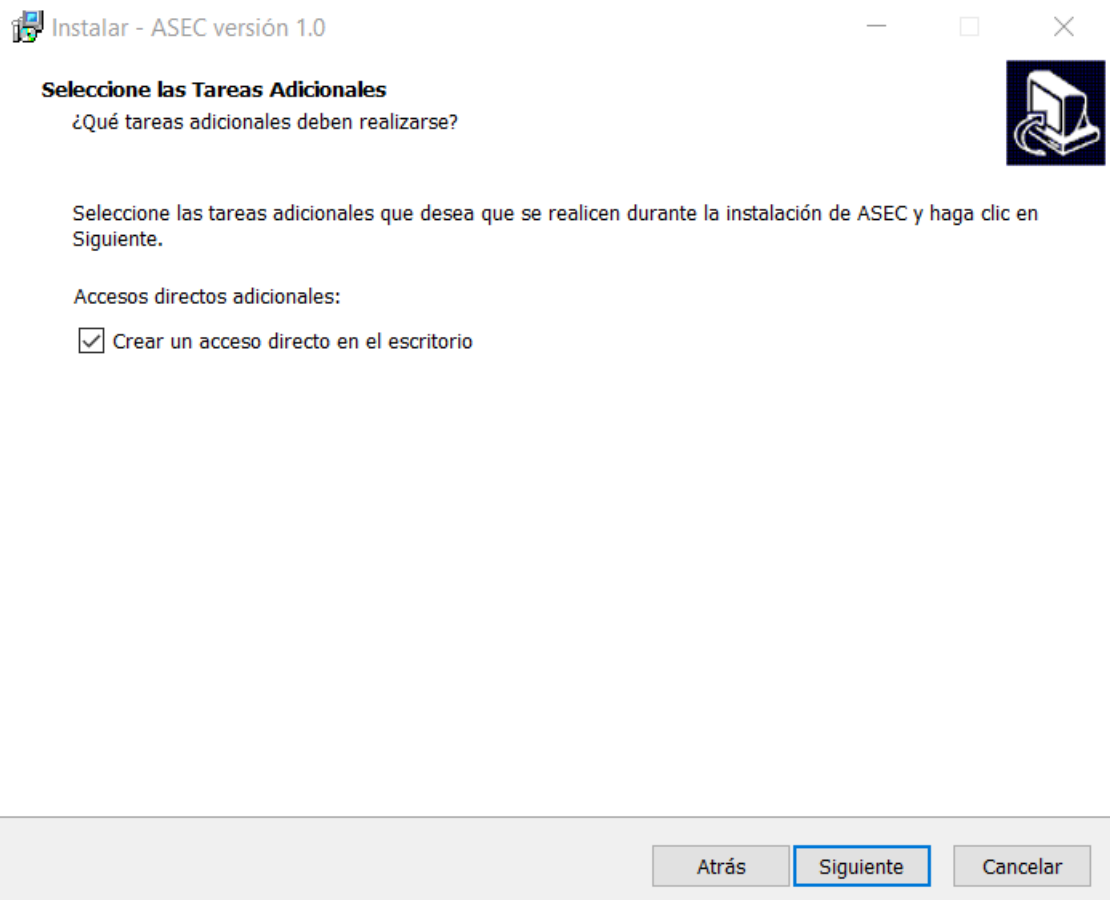 Instalar - ASEC versión 1.0
Seleccione las Tareas Adicionales
¿Qué tareas adicionales deben realizarse?
Seleccione las tareas adicionales que desea que se realicen durante la instalación de ASEC y haga clic en
Siguiente.
Accesos directos adicionales:
Crear un acceso directo en el escritorio
Atrás Siguiente Cancelar